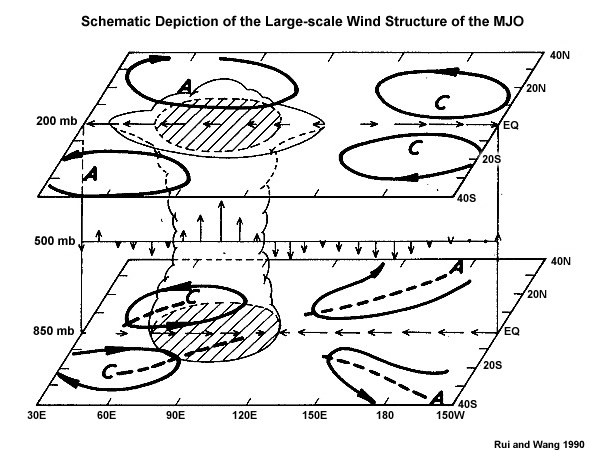 Schematic Depiction of the Large-scale Wind Structure of the MJO
40N
A
20N
C
200 mb
EQ
C
20S
A
40S
500 mb
40N
A
C
20N
850 mb
EQ
20S
C
A
40S
30E 60E 90E 120E 150E 180 150W
Rui and Wang 1990